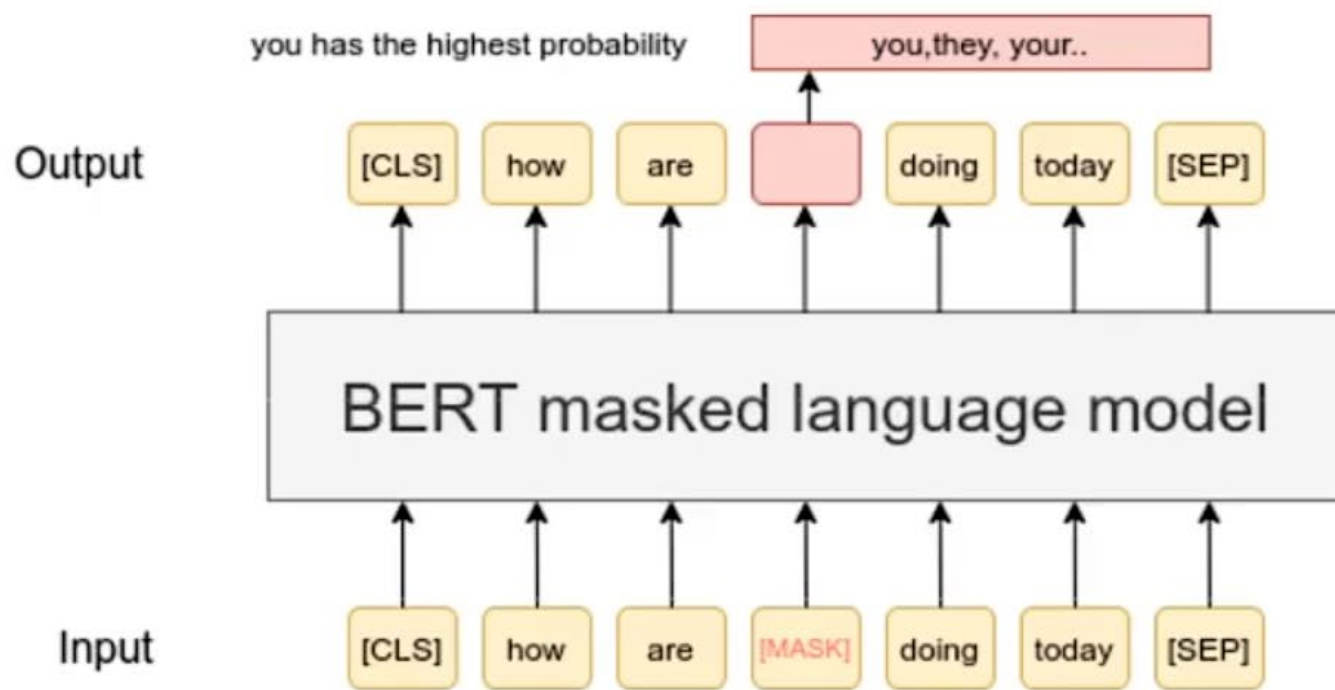 you has the highest probability
you,they, your..
Output
[CLS] how are doing today [SEP]
BERT masked language model
Input
[CLS] how are [MASK] doing today [SEP]